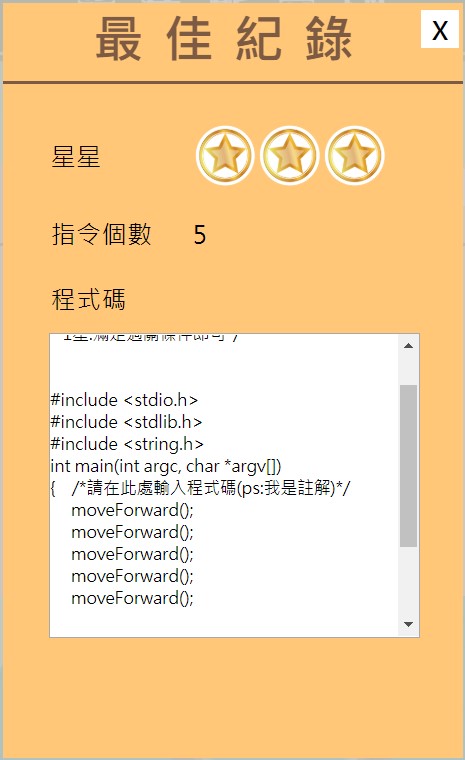 最佳紀錄
X
星星
指令個數 5
程式碼
#include <stdio.h>
#include <stdlib.h>
#include <string.h>
int main(int argc, char *argv[])
{ /*請在此處輸入程式碼(ps:我是註解)*/
moveForward();
moveForward();
moveForward();
moveForward();
moveForward();